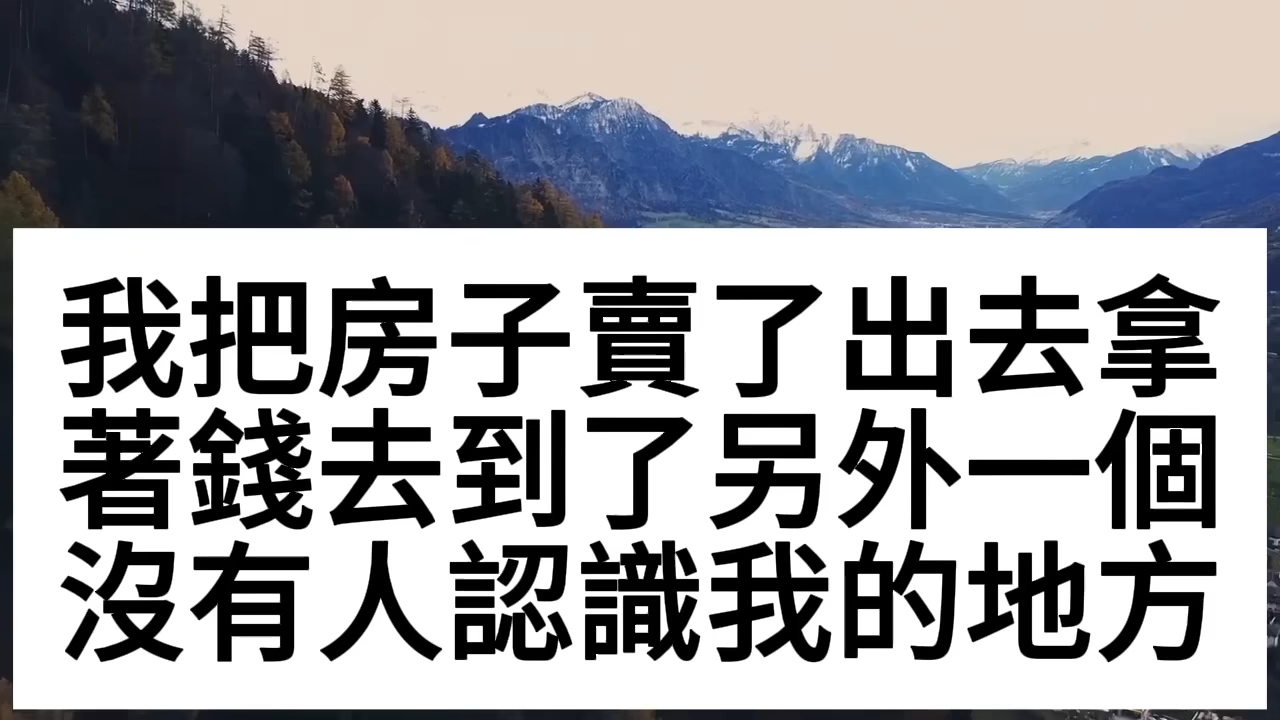 我把房子賣了出去拿
著錢去到了另外一個
沒有人認識我的地方